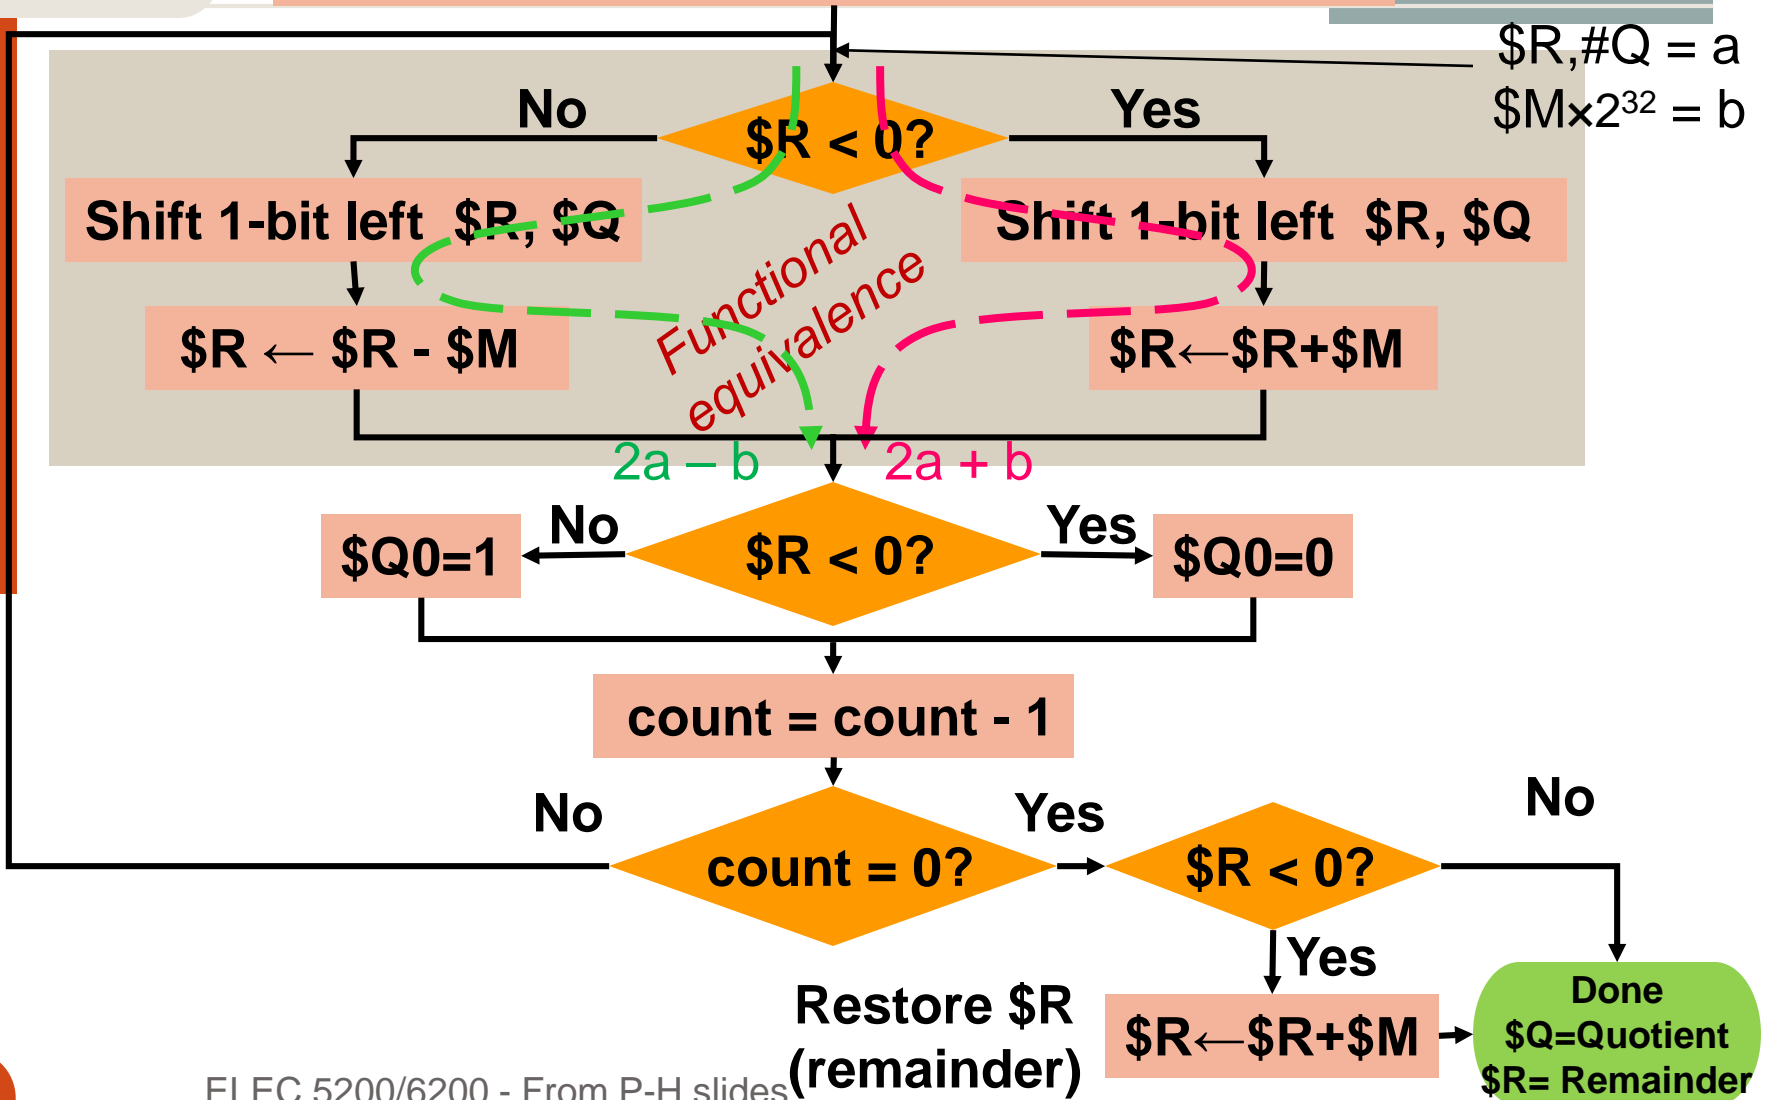 $R,#Q = a
$M×2³² = b
No
$R < 0?
Yes
Shift 1-bit left $R, $Q
Shift 1-bit left $R, $Q
Functional
equivalence
$R ← $R - $M
$R←$R+$M
2a – b
2a + b
No
$R < 0?
Yes
$Q0=1
$Q0=0
count = count - 1
No
count = 0?
Yes
$R < 0?
No
Yes
Restore $R
(remainder)
$R←$R+$M
Done
$Q=Quotient
$R= Remainder
ELEC 5200/6200 - From P-H slides